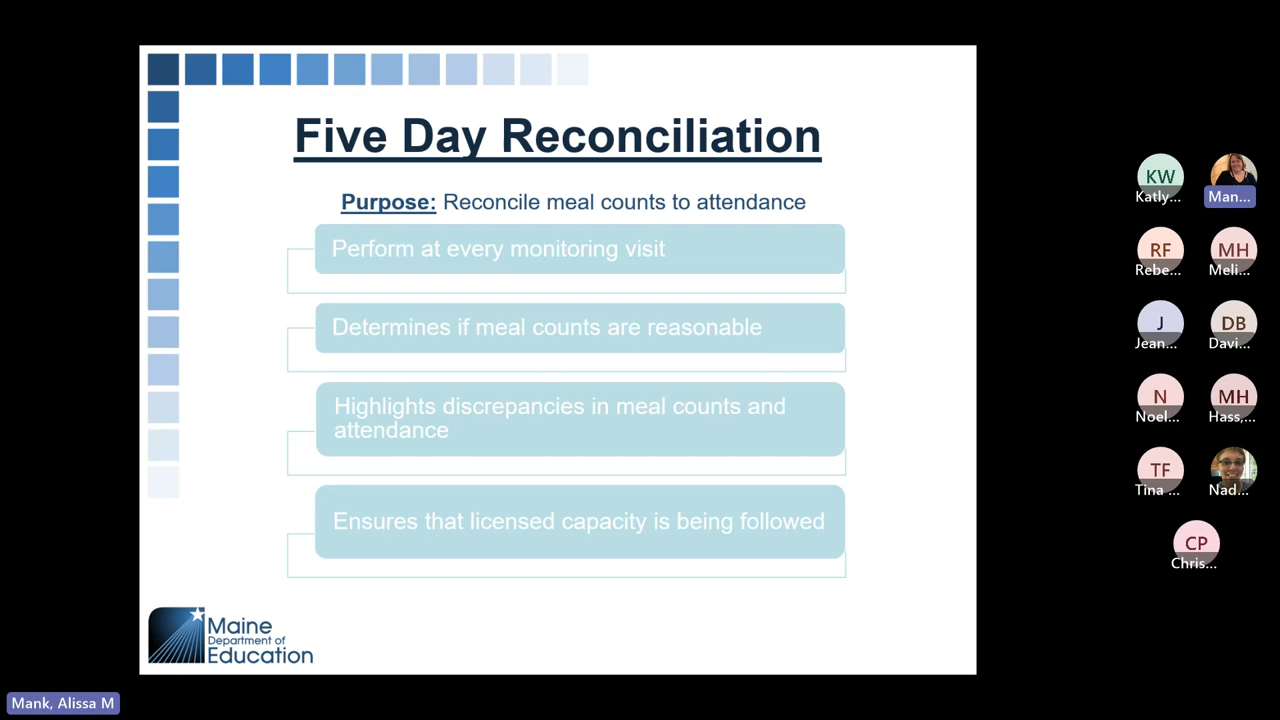 Five Day Reconciliation
Purpose: Reconcile meal counts to attendance
Perform at every monitoring visit
Determines if meal counts are reasonable
Highlights discrepancies in meal counts and
attendance
Ensures that licensed capacity is being followed
Maine
Department of
Education
KW
Katly...
Man...
RF
Rebe...
MH
Meli...
J
Jean...
DB
Davi...
N
Noel...
MH
Hass,...
TF
Tina ...
Nad...
CP
Chris...
Mank, Alissa M